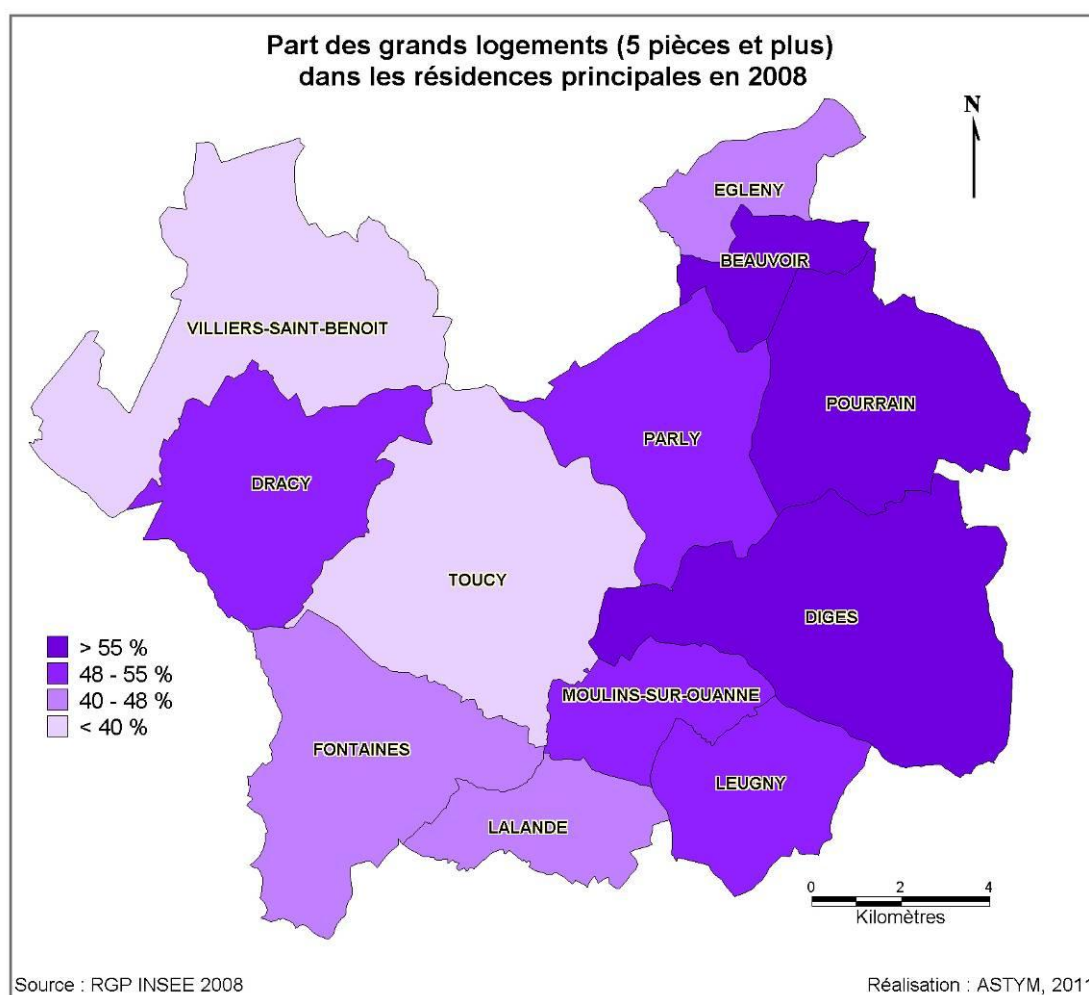 Part des grands logements (5 pièces et plus)
dans les résidences principales en 2008
N
EGLENY
BEAUVOIR
VILLIERS-SAINT-BENOIT
POURRAIN
PARLY
DRACY
TOUCY
DIGES
MOULINS-SUR-OUANNE
FONTAINES
LEUGNY
LALANDE
> 55 %
48 - 55 %
40 - 48 %
< 40 %
0 2 4
Kilomètres
Source : RGP INSEE 2008
Réalisation : ASTYM, 2011